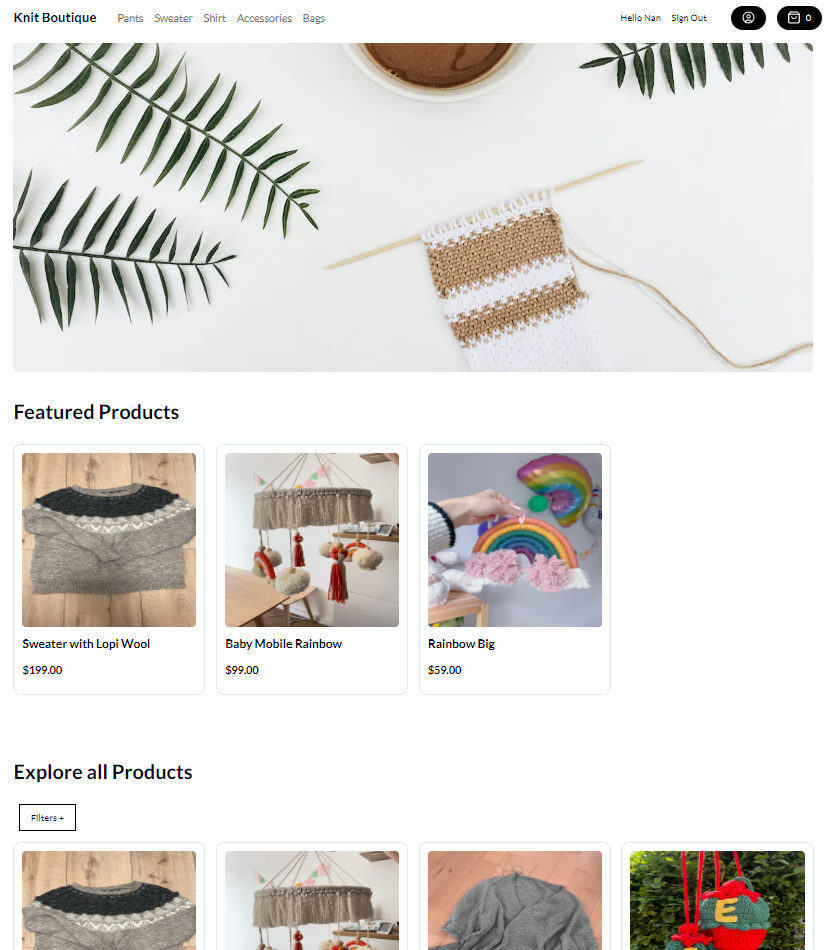 Knit Boutique
Pants Sweater Shirt Accessories Bags
Hello Nan Sign Out
0
Featured Products
Sweater with Lopi Wool
$199.00
Baby Mobile Rainbow
$99.00
Rainbow Big
$59.00
Explore all Products
Filters +
E